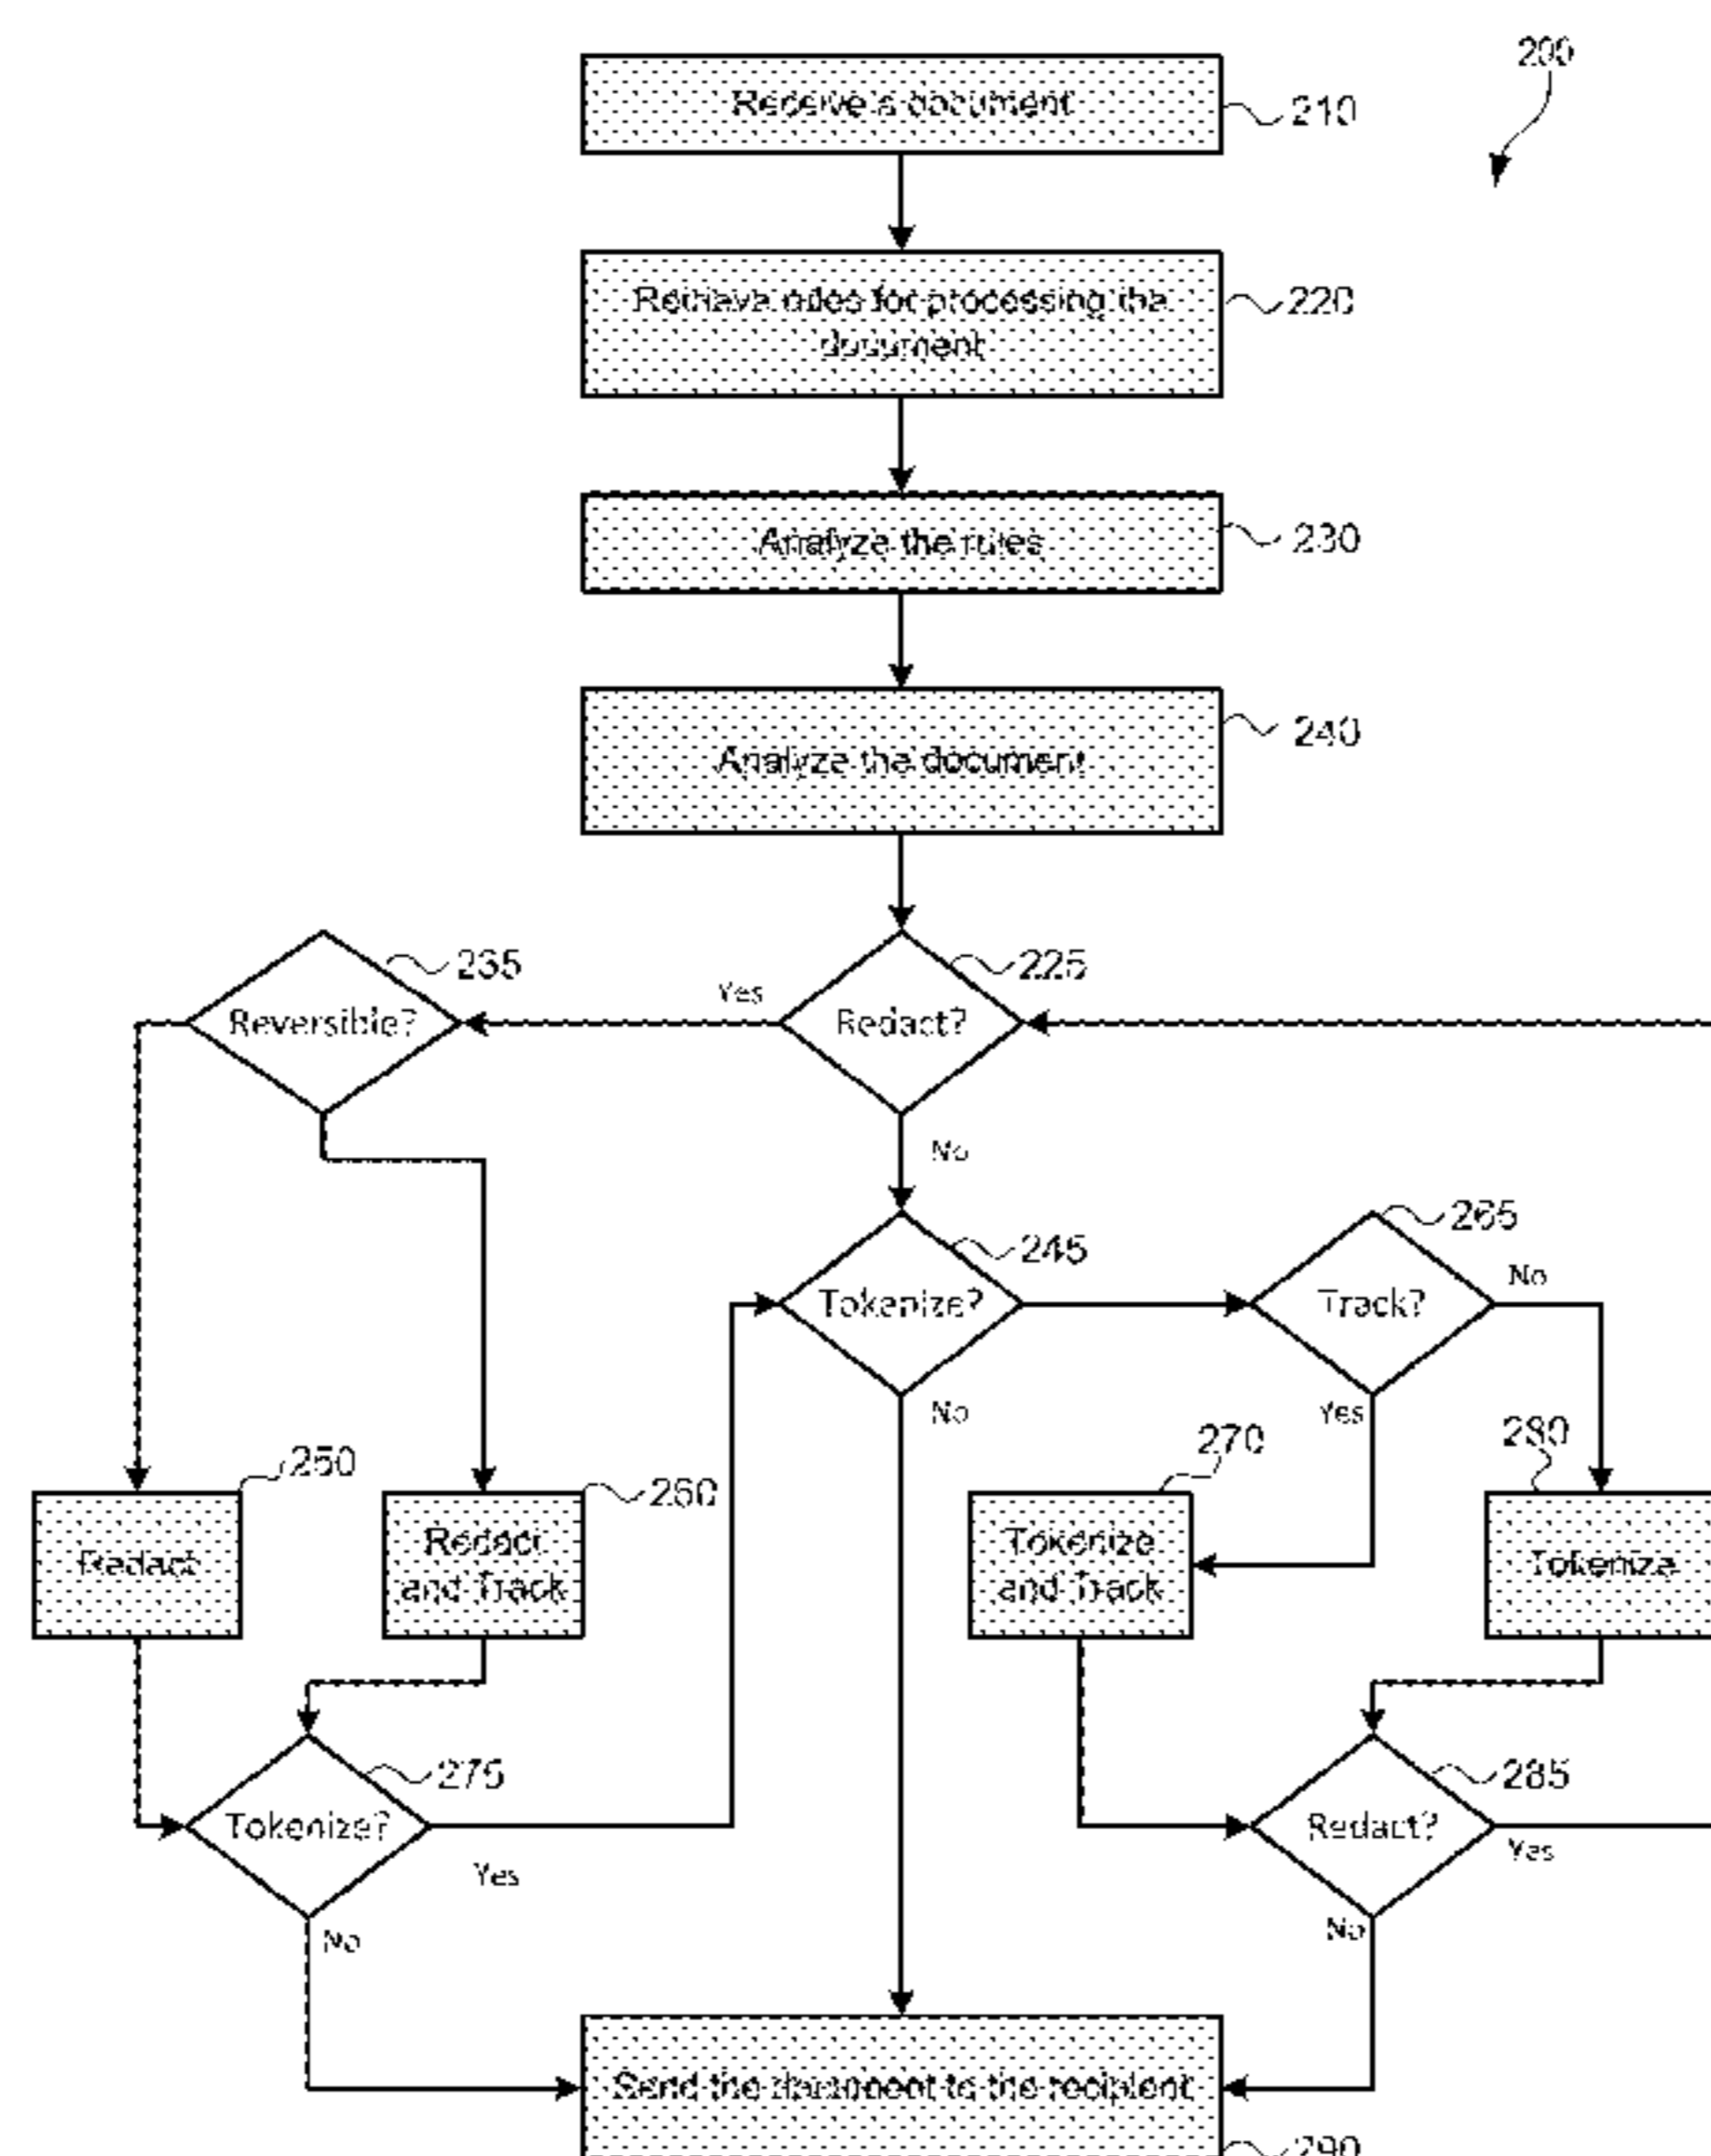 200
Receive a document
210
Retrieve rules for processing the
document
220
Analyze the rules
230
Analyze the document
240
235
Reversible?
Yes
225
Redact?
No
245
Tokenize?
265
Track?
No
No
Yes
250
Redact
260
Redact
and Track
270
Tokenize
and Track
280
Tokenize
275
Tokenize?
Yes
No
285
Redact?
Yes
No
Send the document to the recipient
290